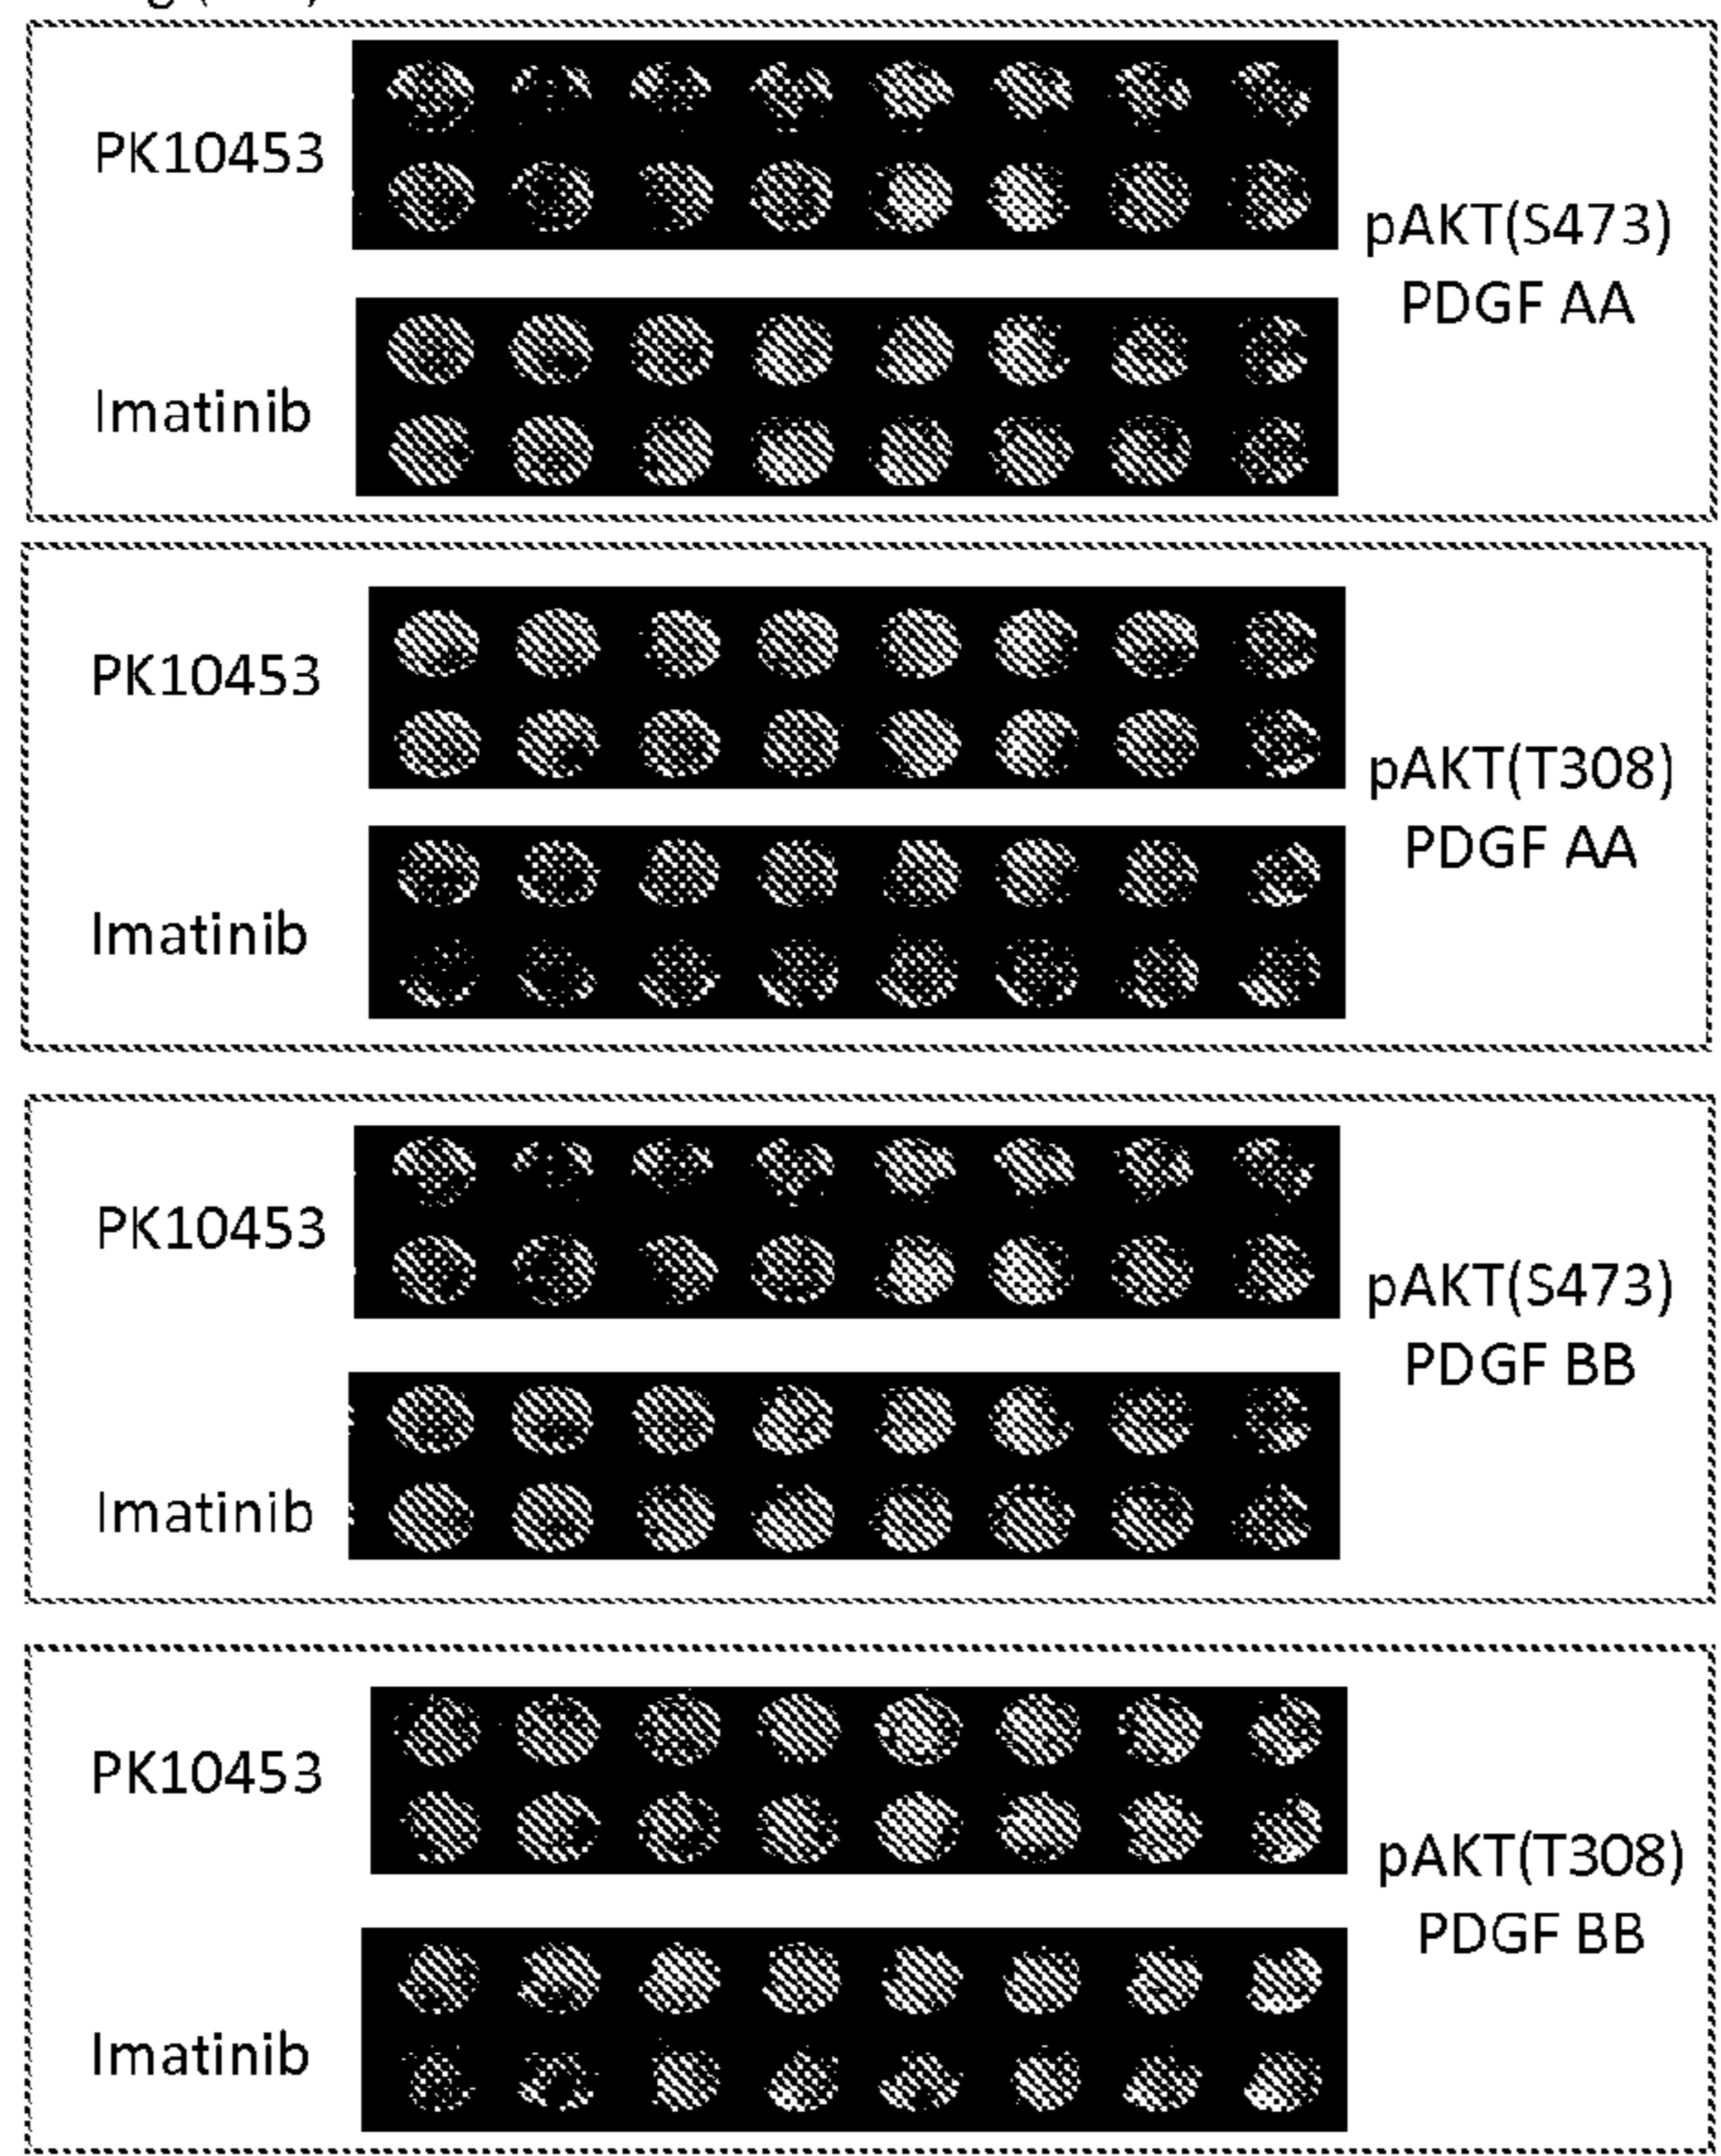 PK10453
pAKT(S473)
PDGF AA
Imatinib
PK10453
pAKT(T308)
PDGF AA
Imatinib
PK10453
pAKT(S473)
PDGF BB
Imatinib
PK10453
pAKT(T308)
PDGF BB
Imatinib